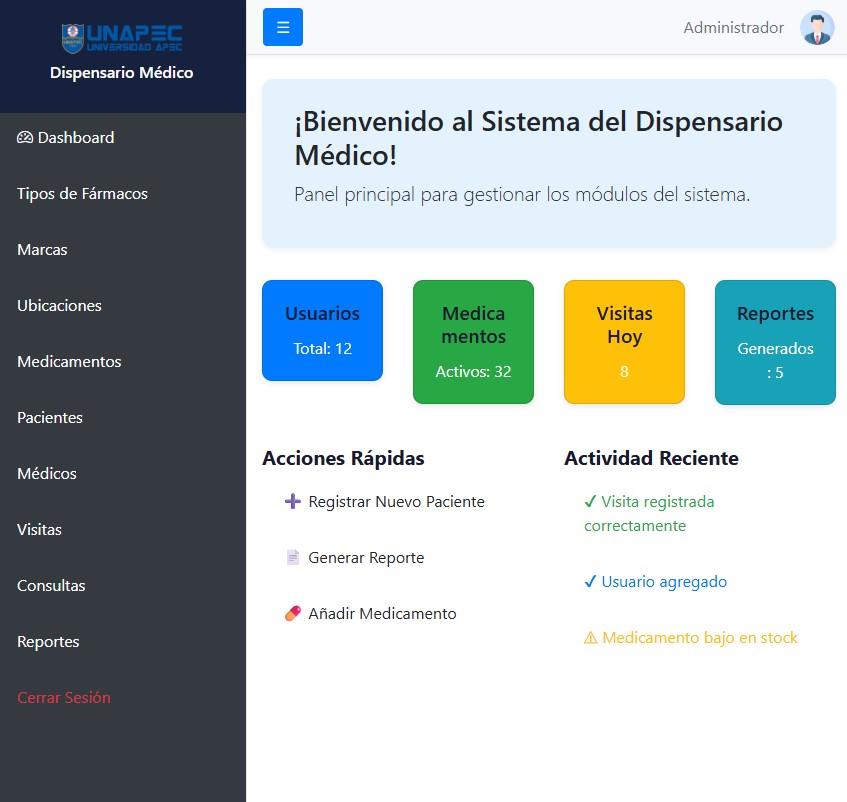 UNAPEC
UNIVERSIDAD APEC
Dispensario Médico
Dashboard
Tipos de Fármacos
Marcas
Ubicaciones
Medicamentos
Pacientes
Médicos
Visitas
Consultas
Reportes
Cerrar Sesión
Administrador
¡Bienvenido al Sistema del Dispensario
Médico!
Panel principal para gestionar los módulos del sistema.
Usuarios
Total: 12
Medica
mentos
Activos: 32
Visitas
Hoy
8
Reportes
Generados
: 5
Acciones Rápidas
Registrar Nuevo Paciente
Generar Reporte
Añadir Medicamento
Actividad Reciente
✓ Visita registrada
correctamente
✓ Usuario agregado
⚠ Medicamento bajo en stock